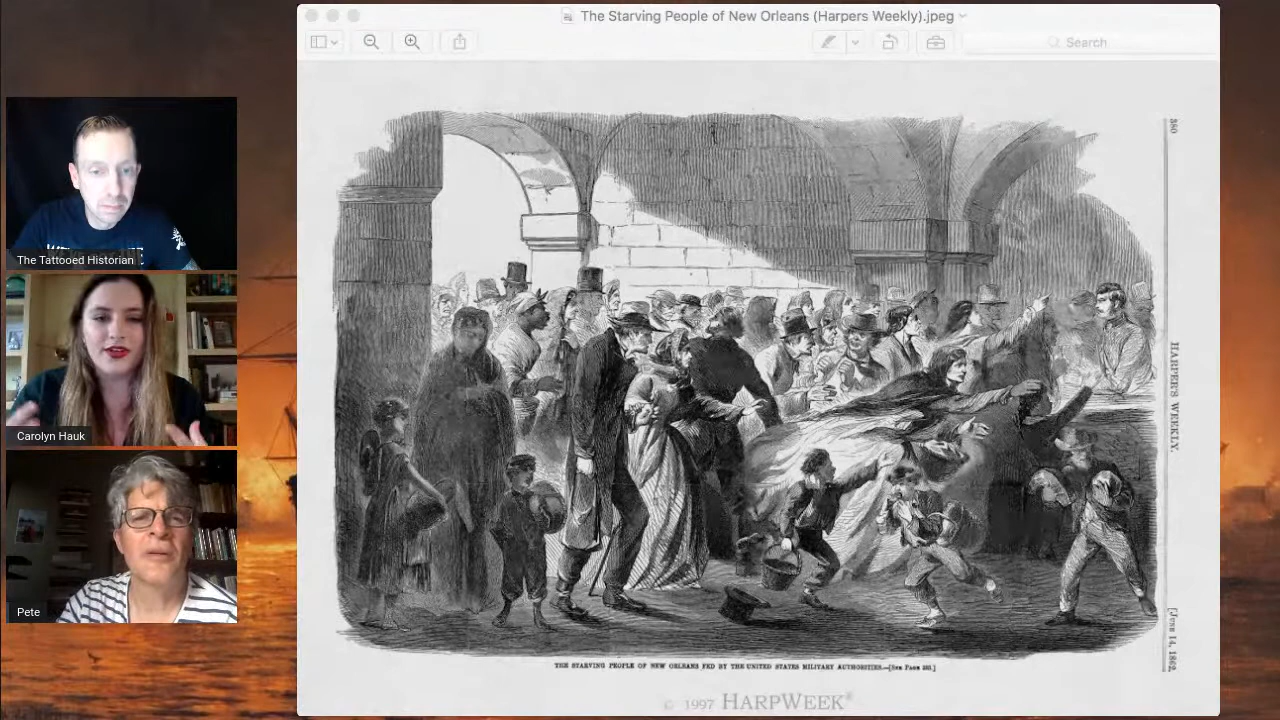 The Starving People of New Orleans (Harpers Weekly).jpeg
Search
The Tattooed Historian
Carolyn Hauk
Pete
380
HARPER'S WEEKLY.
[JUNE 14, 1862.
THE STARVING PEOPLE OF NEW ORLEANS FED BY THE UNITED STATES MILITARY AUTHORITIES.—[SEE PAGE
© 1997 HARPWEEK®